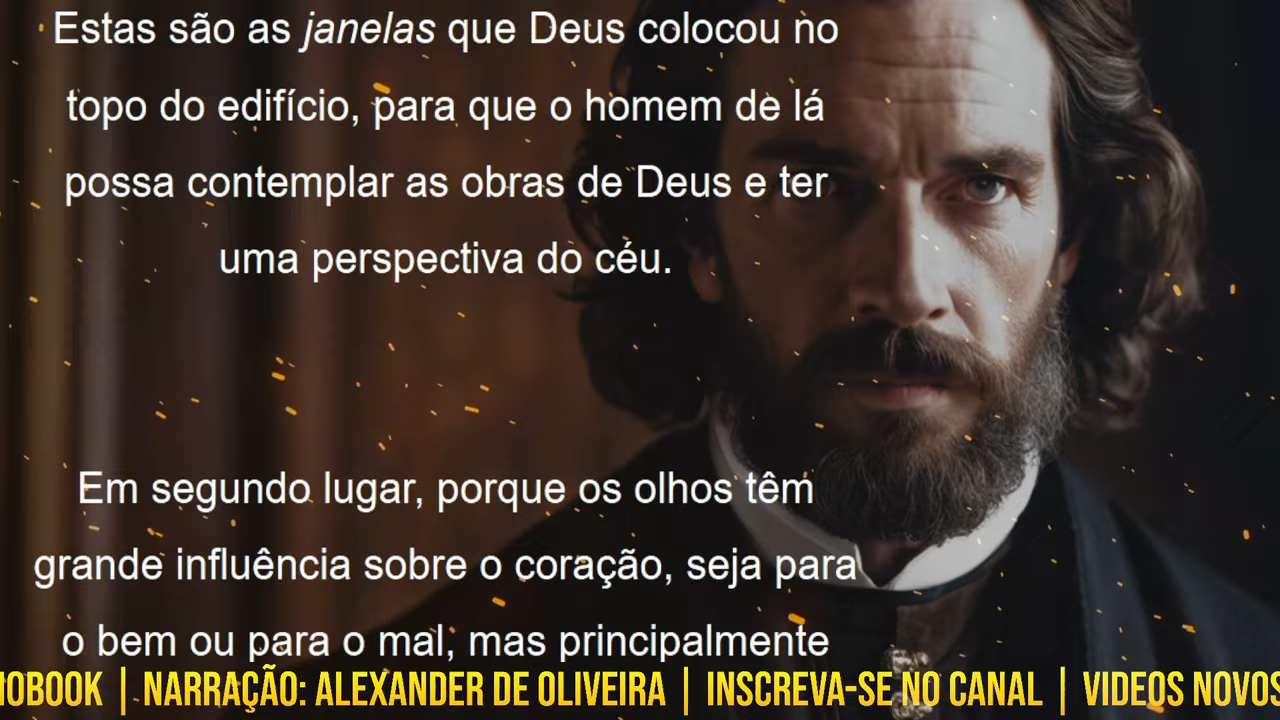 Estas são as janelas que Deus colocou no
topo do edifício, para que o homem de lá
possa contemplar as obras de Deus e ter
uma perspectiva do céu.
Em segundo lugar, porque os olhos têm
grande influência sobre o coração, seja para
o bem ou para o mal; mas principalmente
IOBOOK | NARRAÇÃO: ALEXANDER DE OLIVEIRA | INSCREVA-SE NO CANAL | VIDEOS NOVOS